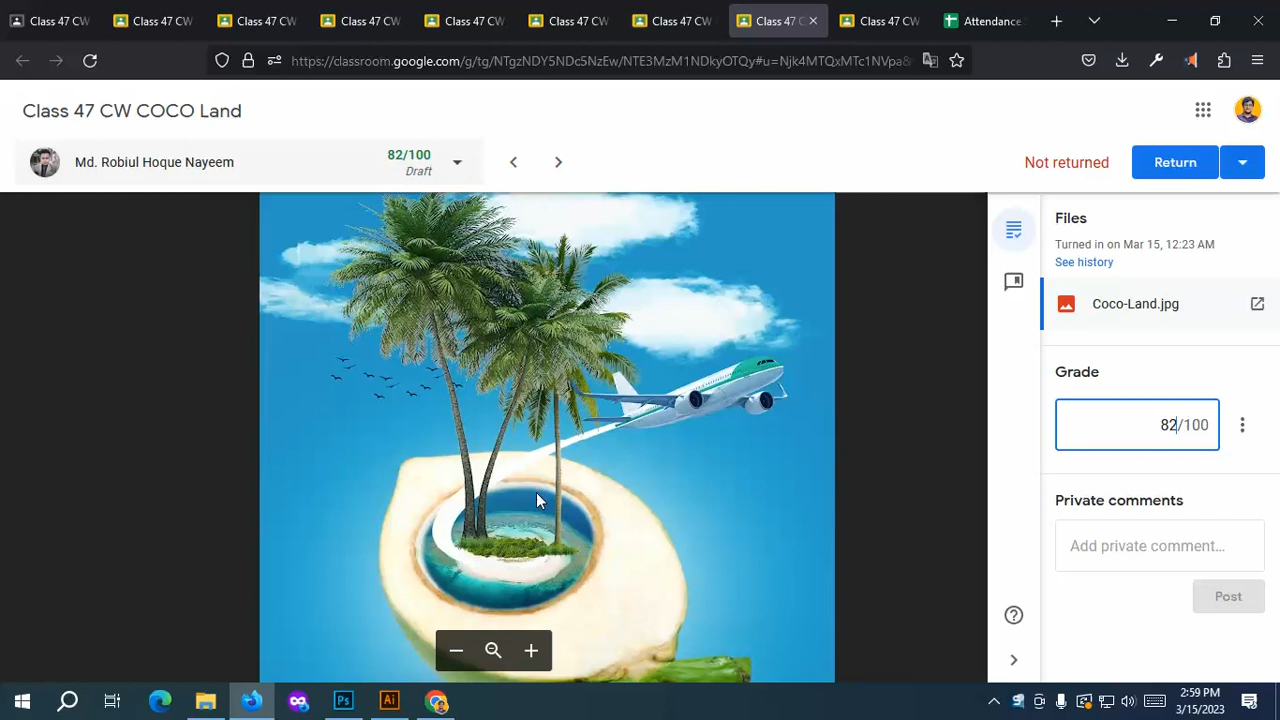 Class 47 CW
Class 47 CW
Class 47 CW
Class 47 CW
Class 47 CW
Class 47 CW
Class 47 CW
Class 47 C
Class 47 CW
Attendance
https://classroom.google.com/g/tg/NTgzNDY5NDc5NzEw/NTE3MzM1NDkyOTQy#u=Njk4MTQxMTc1NVpa&
Class 47 CW COCO Land
Md. Robiul Hoque Nayeem
82/100
Draft
Not returned
Return
Files
Turned in on Mar 15, 12:23 AM
See history
Coco-Land.jpg
Grade
82/100
Private comments
Add private comment...
Post
Ps
Ai
2:59 PM
3/15/2023